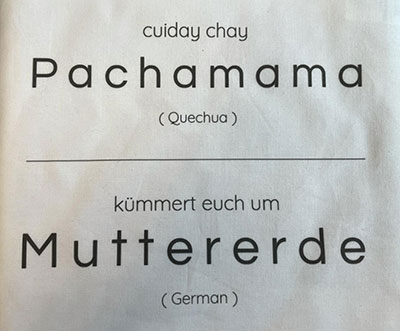 cuiday chay
Pachamama
( Quechua )
kümmert euch um
Muttererde
( German )